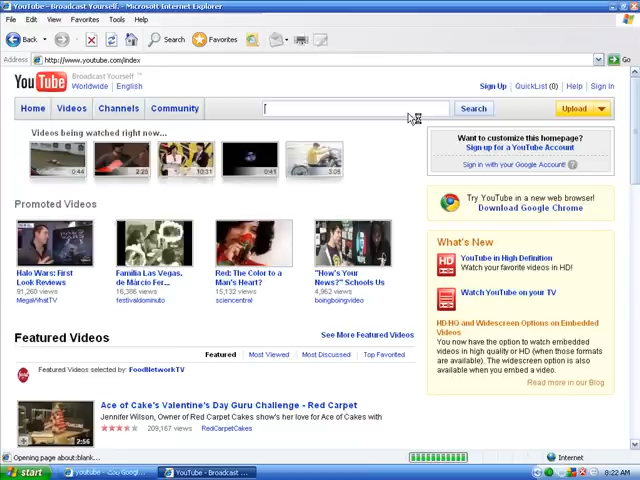 YouTube - Broadcast Yourself. - Microsoft Internet Explorer
File Edit View Favorites Tools Help
Back Search Favorites
Address http://www.youtube.com/index Go
YouTube Broadcast Yourself ™
Worldwide | English
Sign Up | QuickList (0) | Help | Sign In
Home Videos Channels Community Search Upload
Videos being watched right now...
0:44 2:25 10:31 0:41 3:08
Want to customize this homepage?
Sign up for a YouTube Account
Sign in with your Google Account! ?
Try YouTube in a new web browser!
Download Google Chrome
Promoted Videos
Halo Wars: First Look Reviews
91,260 views
MegaWhatTV
Familia Las Vegas, de Márcio Fer...
16,386 views
festivaldominuto
Red: The Color to a Man's Heart?
15,132 views
sciencentral
"How's Your News?" Schools Us
4,962 views
boingboingvideo
What's New
YouTube in High Definition
Watch your favorite videos in HD!
Watch YouTube on your TV
HD,HQ and Widescreen Options on Embedded
Videos
You now have the option to watch embedded
videos in high quality or HD (when those formats
are available). The widescreen option is also
available when you embed a video.
Read more in our Blog
See More Featured Videos
Featured Videos
Featured | Most Viewed | Most Discussed | Top Favorited
Featured Videos selected by: FoodNetworkTV
Ace of Cake's Valentine's Day Guru Challenge - Red Carpet
Jennifer Wilson, Owner of Red Carpet Cakes show's her love for Ace of Cakes with
209,167 views RedCarpetCakes
2:56
Opening page about:blank... Internet
start YouTube - Broadcast ... 8:22 AM